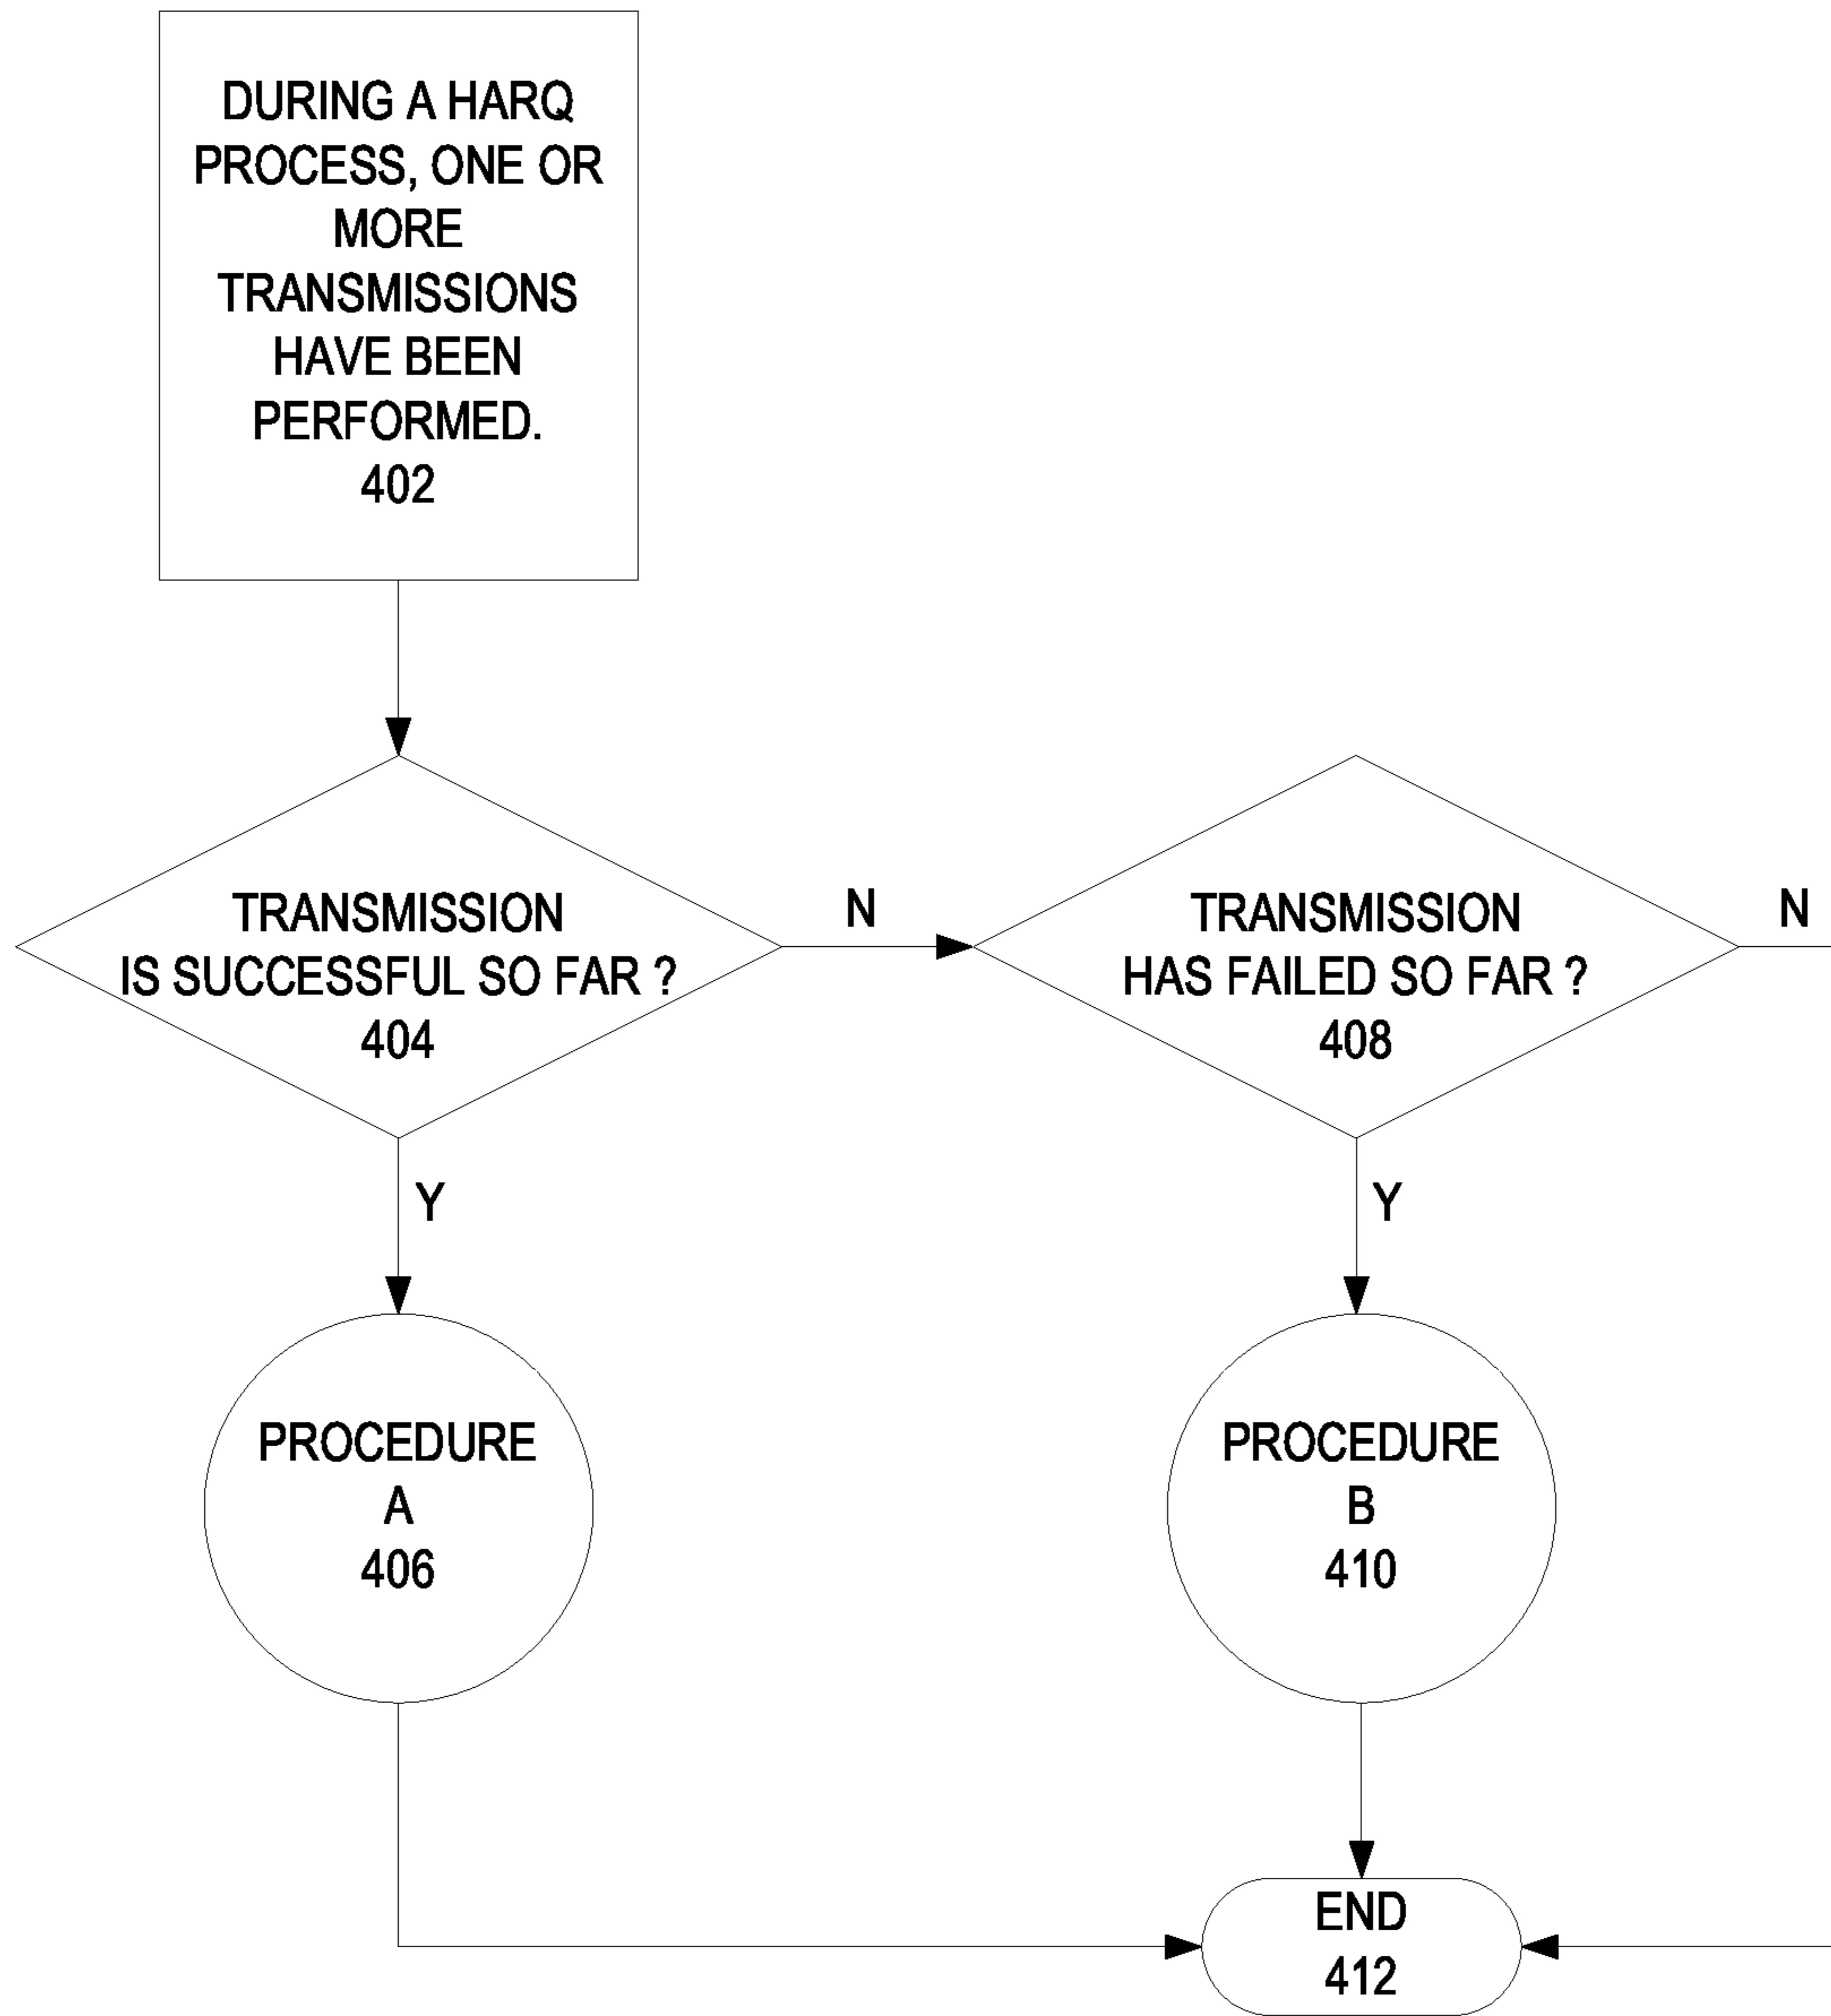 DURING A HARQ
PROCESS, ONE OR
MORE
TRANSMISSIONS
HAVE BEEN
PERFORMED.
402
TRANSMISSION
IS SUCCESSFUL SO FAR ?
404
N
TRANSMISSION
HAS FAILED SO FAR ?
408
N
Y
Y
PROCEDURE
A
406
PROCEDURE
B
410
END
412